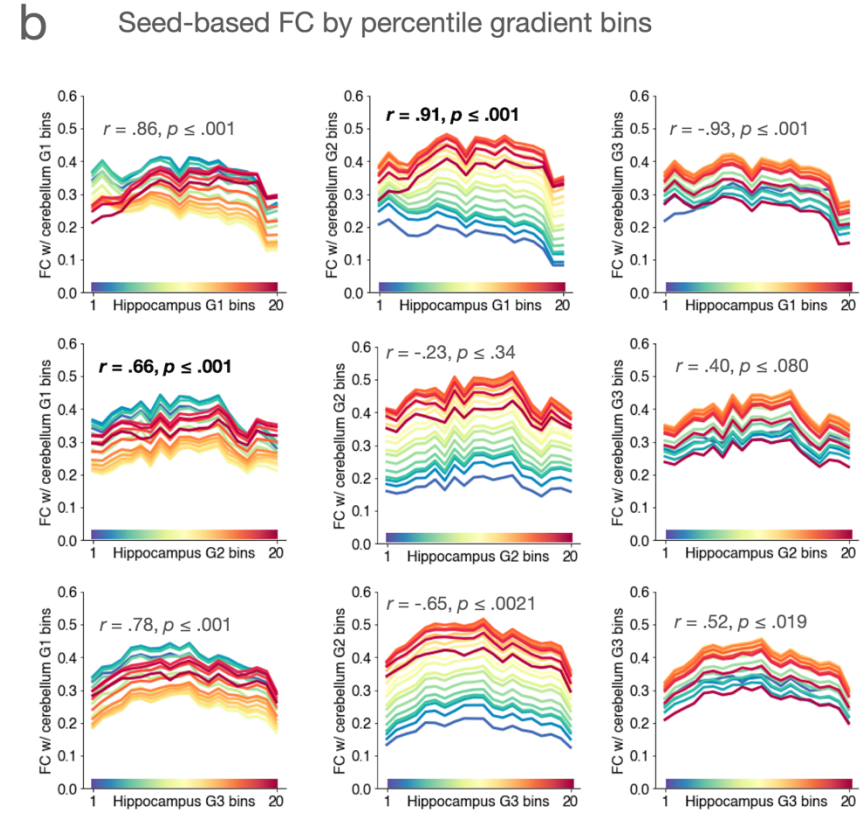 b Seed-based FC by percentile gradient bins
r = .86, p ≤ .001
FC w/ cerebellum G1 bins
0.6
0.5
0.4
0.3
0.2
0.1
0.0
1 Hippocampus G1 bins 20
r = .91, p ≤ .001
FC w/ cerebellum G2 bins
0.6
0.5
0.4
0.3
0.2
0.1
0.0
1 Hippocampus G1 bins 20
r = -.93, p ≤ .001
FC w/ cerebellum G3 bins
0.6
0.5
0.4
0.3
0.2
0.1
0.0
1 Hippocampus G1 bins 20
r = .66, p ≤ .001
FC w/ cerebellum G1 bins
0.6
0.5
0.4
0.3
0.2
0.1
0.0
1 Hippocampus G2 bins 20
r = -.23, p ≤ .34
FC w/ cerebellum G2 bins
0.6
0.5
0.4
0.3
0.2
0.1
0.0
1 Hippocampus G2 bins 20
r = .40, p ≤ .080
FC w/ cerebellum G3 bins
0.6
0.5
0.4
0.3
0.2
0.1
0.0
1 Hippocampus G2 bins 20
r = .78, p ≤ .001
FC w/ cerebellum G1 bins
0.6
0.5
0.4
0.3
0.2
0.1
0.0
1 Hippocampus G3 bins 20
r = -.65, p ≤ .0021
FC w/ cerebellum G2 bins
0.6
0.5
0.4
0.3
0.2
0.1
0.0
1 Hippocampus G3 bins 20
r = .52, p ≤ .019
FC w/ cerebellum G3 bins
0.6
0.5
0.4
0.3
0.2
0.1
0.0
1 Hippocampus G3 bins 20